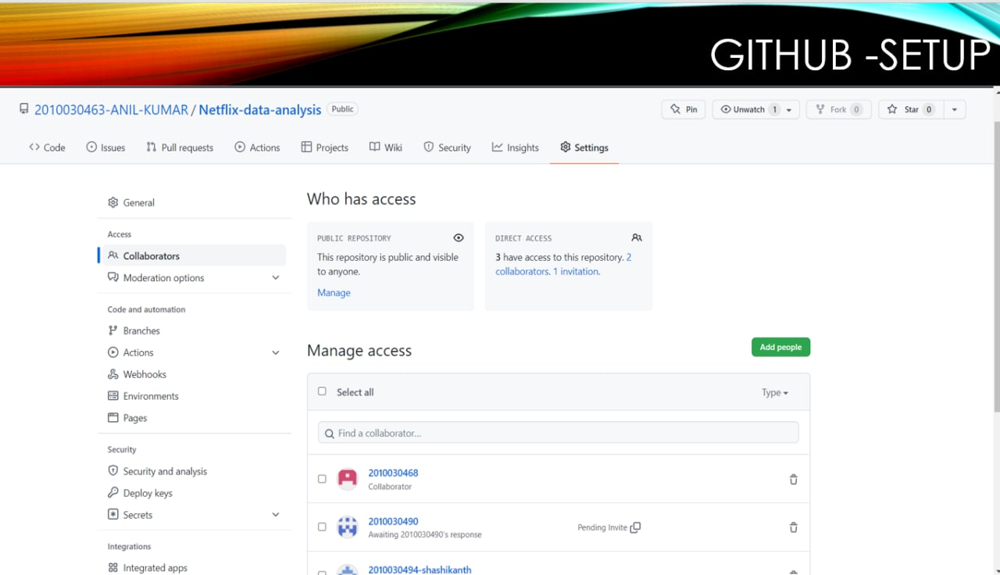 GITHUB -SETUP
2010030463-ANIL-KUMAR / Netflix-data-analysis Public
Pin Unwatch 1 Fork 0 Star 0
Code Issues Pull requests Actions Projects Wiki Security Insights Settings
General
Access
Collaborators
Moderation options
Code and automation
Branches
Actions
Webhooks
Environments
Pages
Security
Security and analysis
Deploy keys
Secrets
Integrations
Integrated apps
Who has access
PUBLIC REPOSITORY
This repository is public and visible
to anyone.
Manage
DIRECT ACCESS
3 have access to this repository. 2
collaborators. 1 invitation.
Manage access
Add people
Select all Type
Find a collaborator...
2010030468
Collaborator
2010030490
Awaiting 2010030490's response
Pending Invite
2010030494-shashikanth